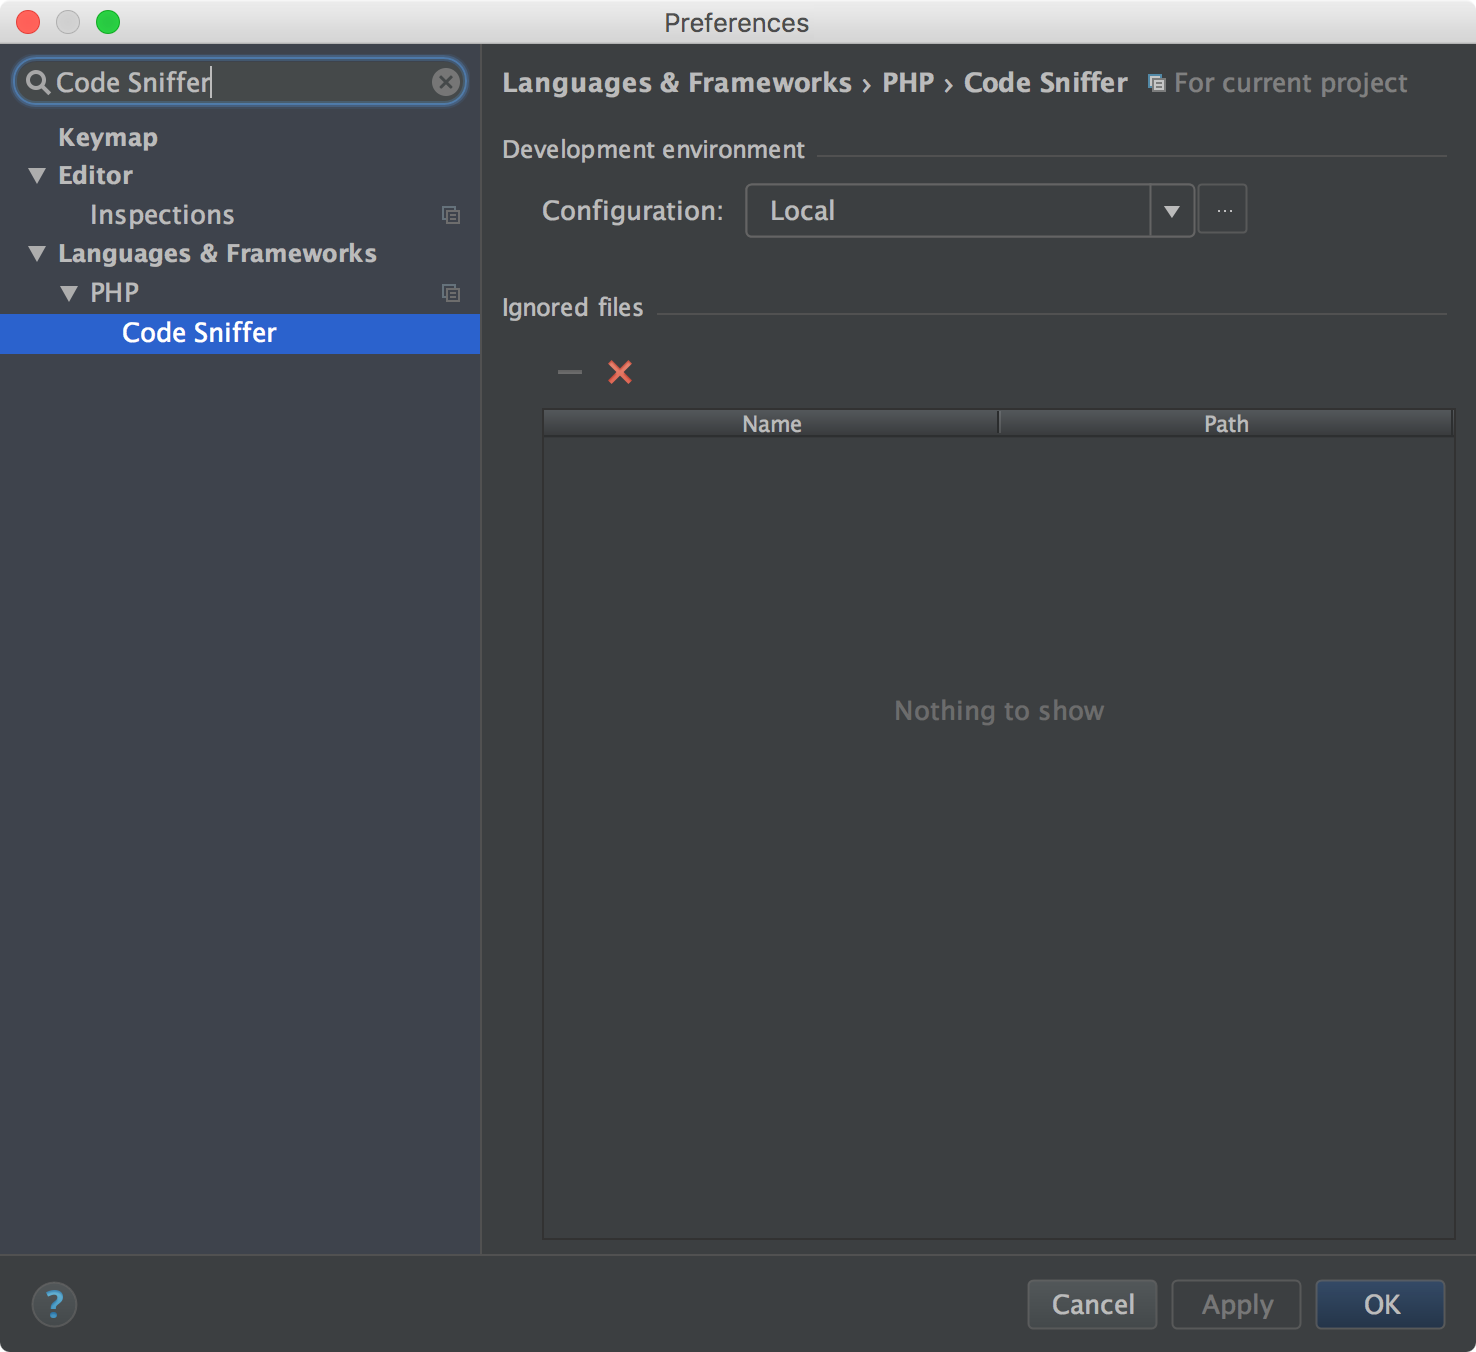 Preferences
Code Sniffer
Keymap
Editor
Inspections
Languages & Frameworks
PHP
Code Sniffer
Languages & Frameworks › PHP › Code Sniffer For current project
Development environment
Configuration: Local ...
Ignored files
Name Path
Nothing to show
? Cancel Apply OK